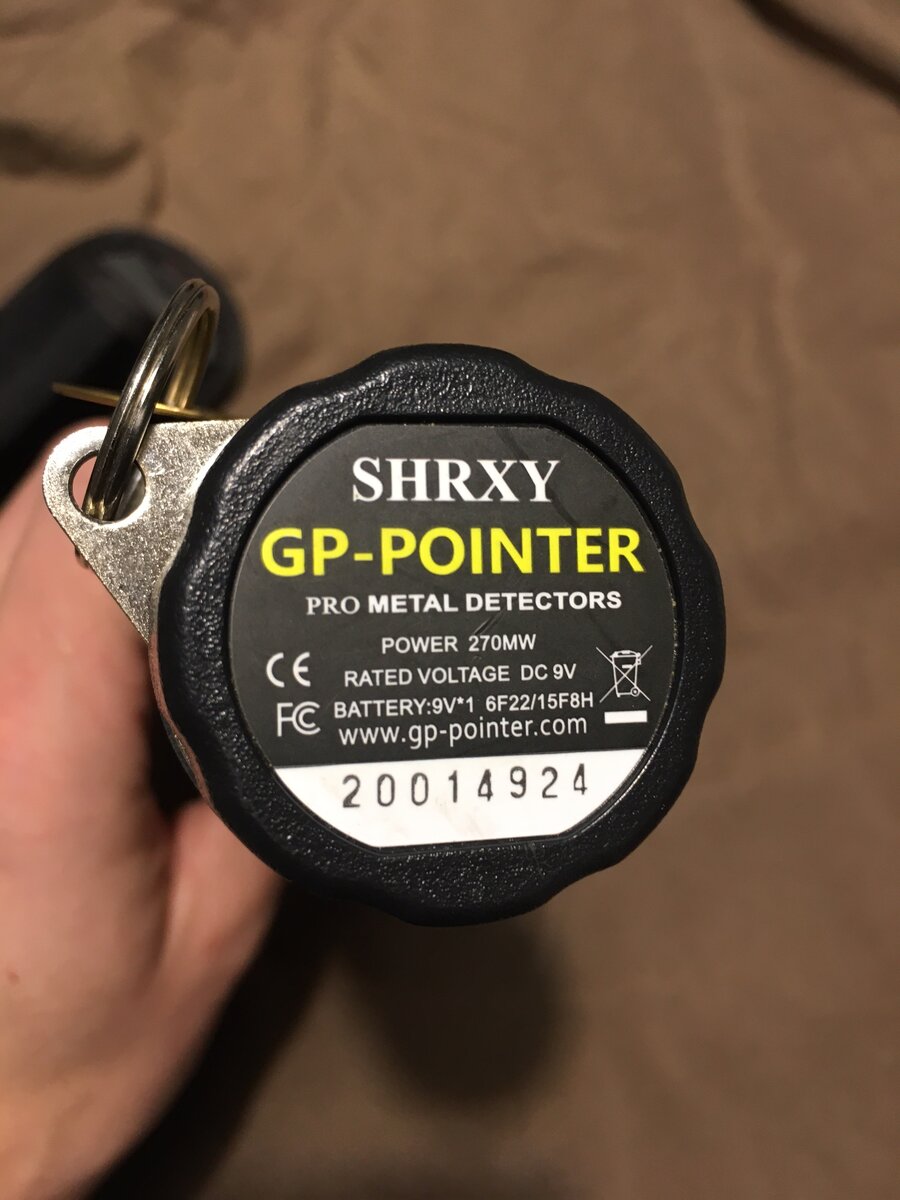 SHRXY
GP-POINTER
PRO METAL DETECTORS
POWER 270MW
CE
RATED VOLTAGE DC 9V
FC BATTERY:9V*1 6F22/15F8H
www.gp-pointer.com
20014924